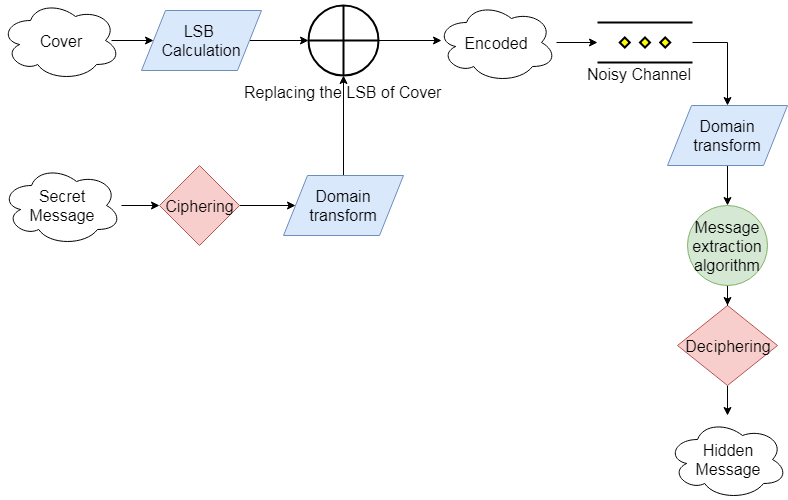 Cover
LSB
Calculation
Replacing the LSB of Cover
Encoded
Noisy Channel
Domain
transform
Secret
Message
Ciphering
Domain
transform
Message
extraction
algorithm
Deciphering
Hidden
Message